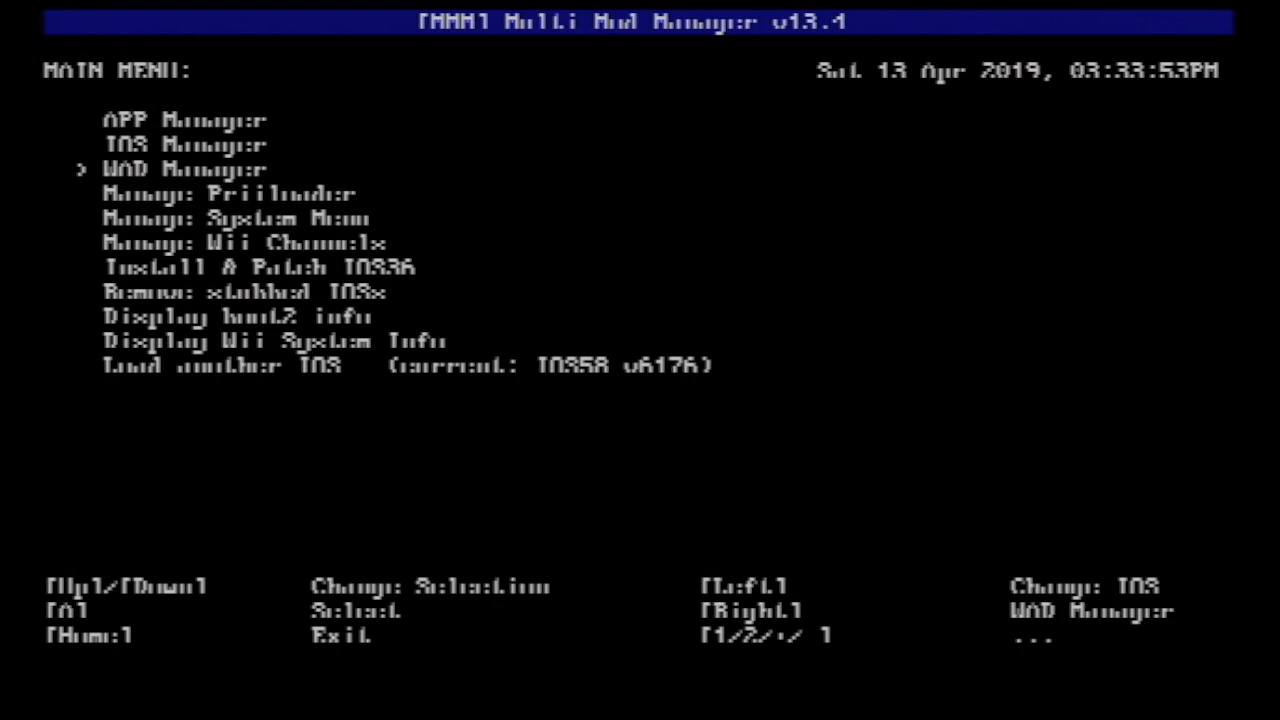 [MMM] Multi Mod Manager v13.4
MAIN MENU: Sat 13 Apr 2019, 03:33:53PM
APP Manager
IOS Manager
> WAD Manager
Manage Priiloader
Manage System Menu
Manage Wii Channels
Install & Patch IOS36
Remove stubbed IOSs
Display boot2 info
Display Wii System Info
Load another IOS (current: IOS58 v6176)
[Up]/[Down] Change Selection [Left] Change IOS
[A] Select [Right] WAD Manager
[Home] Exit ...